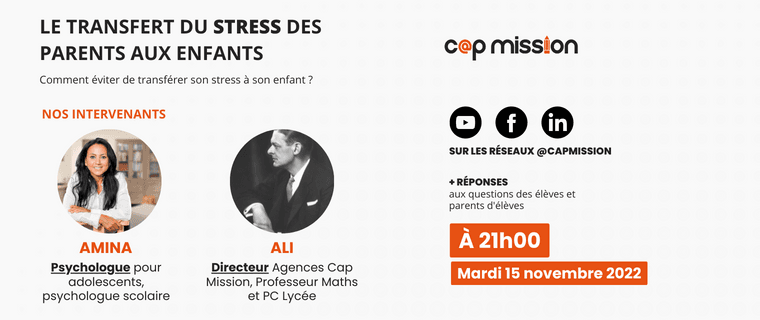 LE TRANSFERT DU STRESS DES
PARENTS AUX ENFANTS
Comment éviter de transférer son stress à son enfant ?
NOS INTERVENANTS
AMINA
Psychologue pour
adolescents,
psychologue scolaire
ALI
Directeur Agences Cap
Mission, Professeur Maths
et PC Lycée
c@p mission
SUR LES RÉSEAUX @CAPMISSION
+ RÉPONSES
aux questions des élèves et
parents d'élèves
À 21h00
Mardi 15 novembre 2022